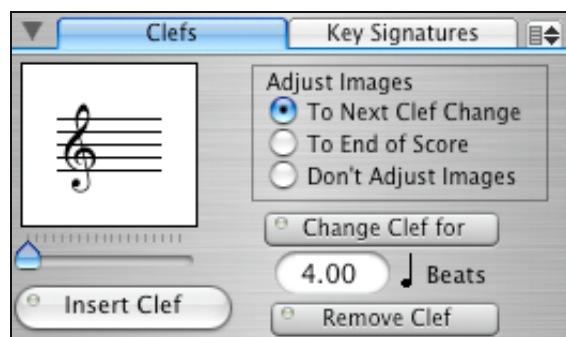 Clefs
Key Signatures
Adjust Images
To Next Clef Change
To End of Score
Don't Adjust Images
Change Clef for
4.00 Beats
Insert Clef
Remove Clef